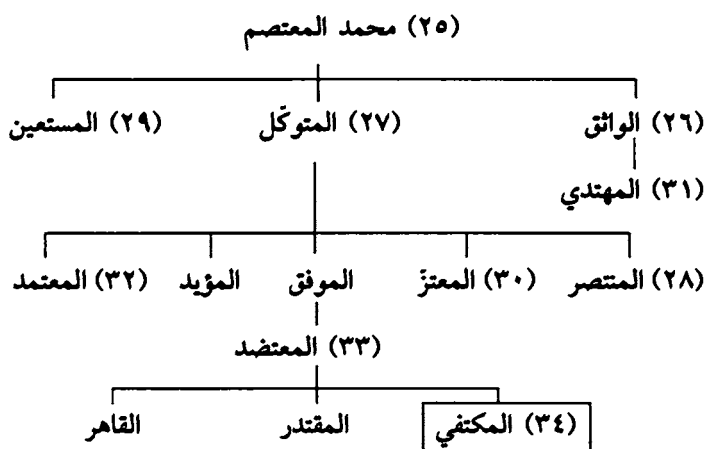 (٢٥) محمد المعتصم
(٢٦) الواثق (٢٧) المتوكّل (٢٩) المستعين
(٣١) المهتدي
(٢٨) المنتصر (٣٠) المعتزّ الموفق المؤيد (٣٢) المعتمد
(٣٣) المعتضد
(٣٤) المكتفي المقتدر القاهر